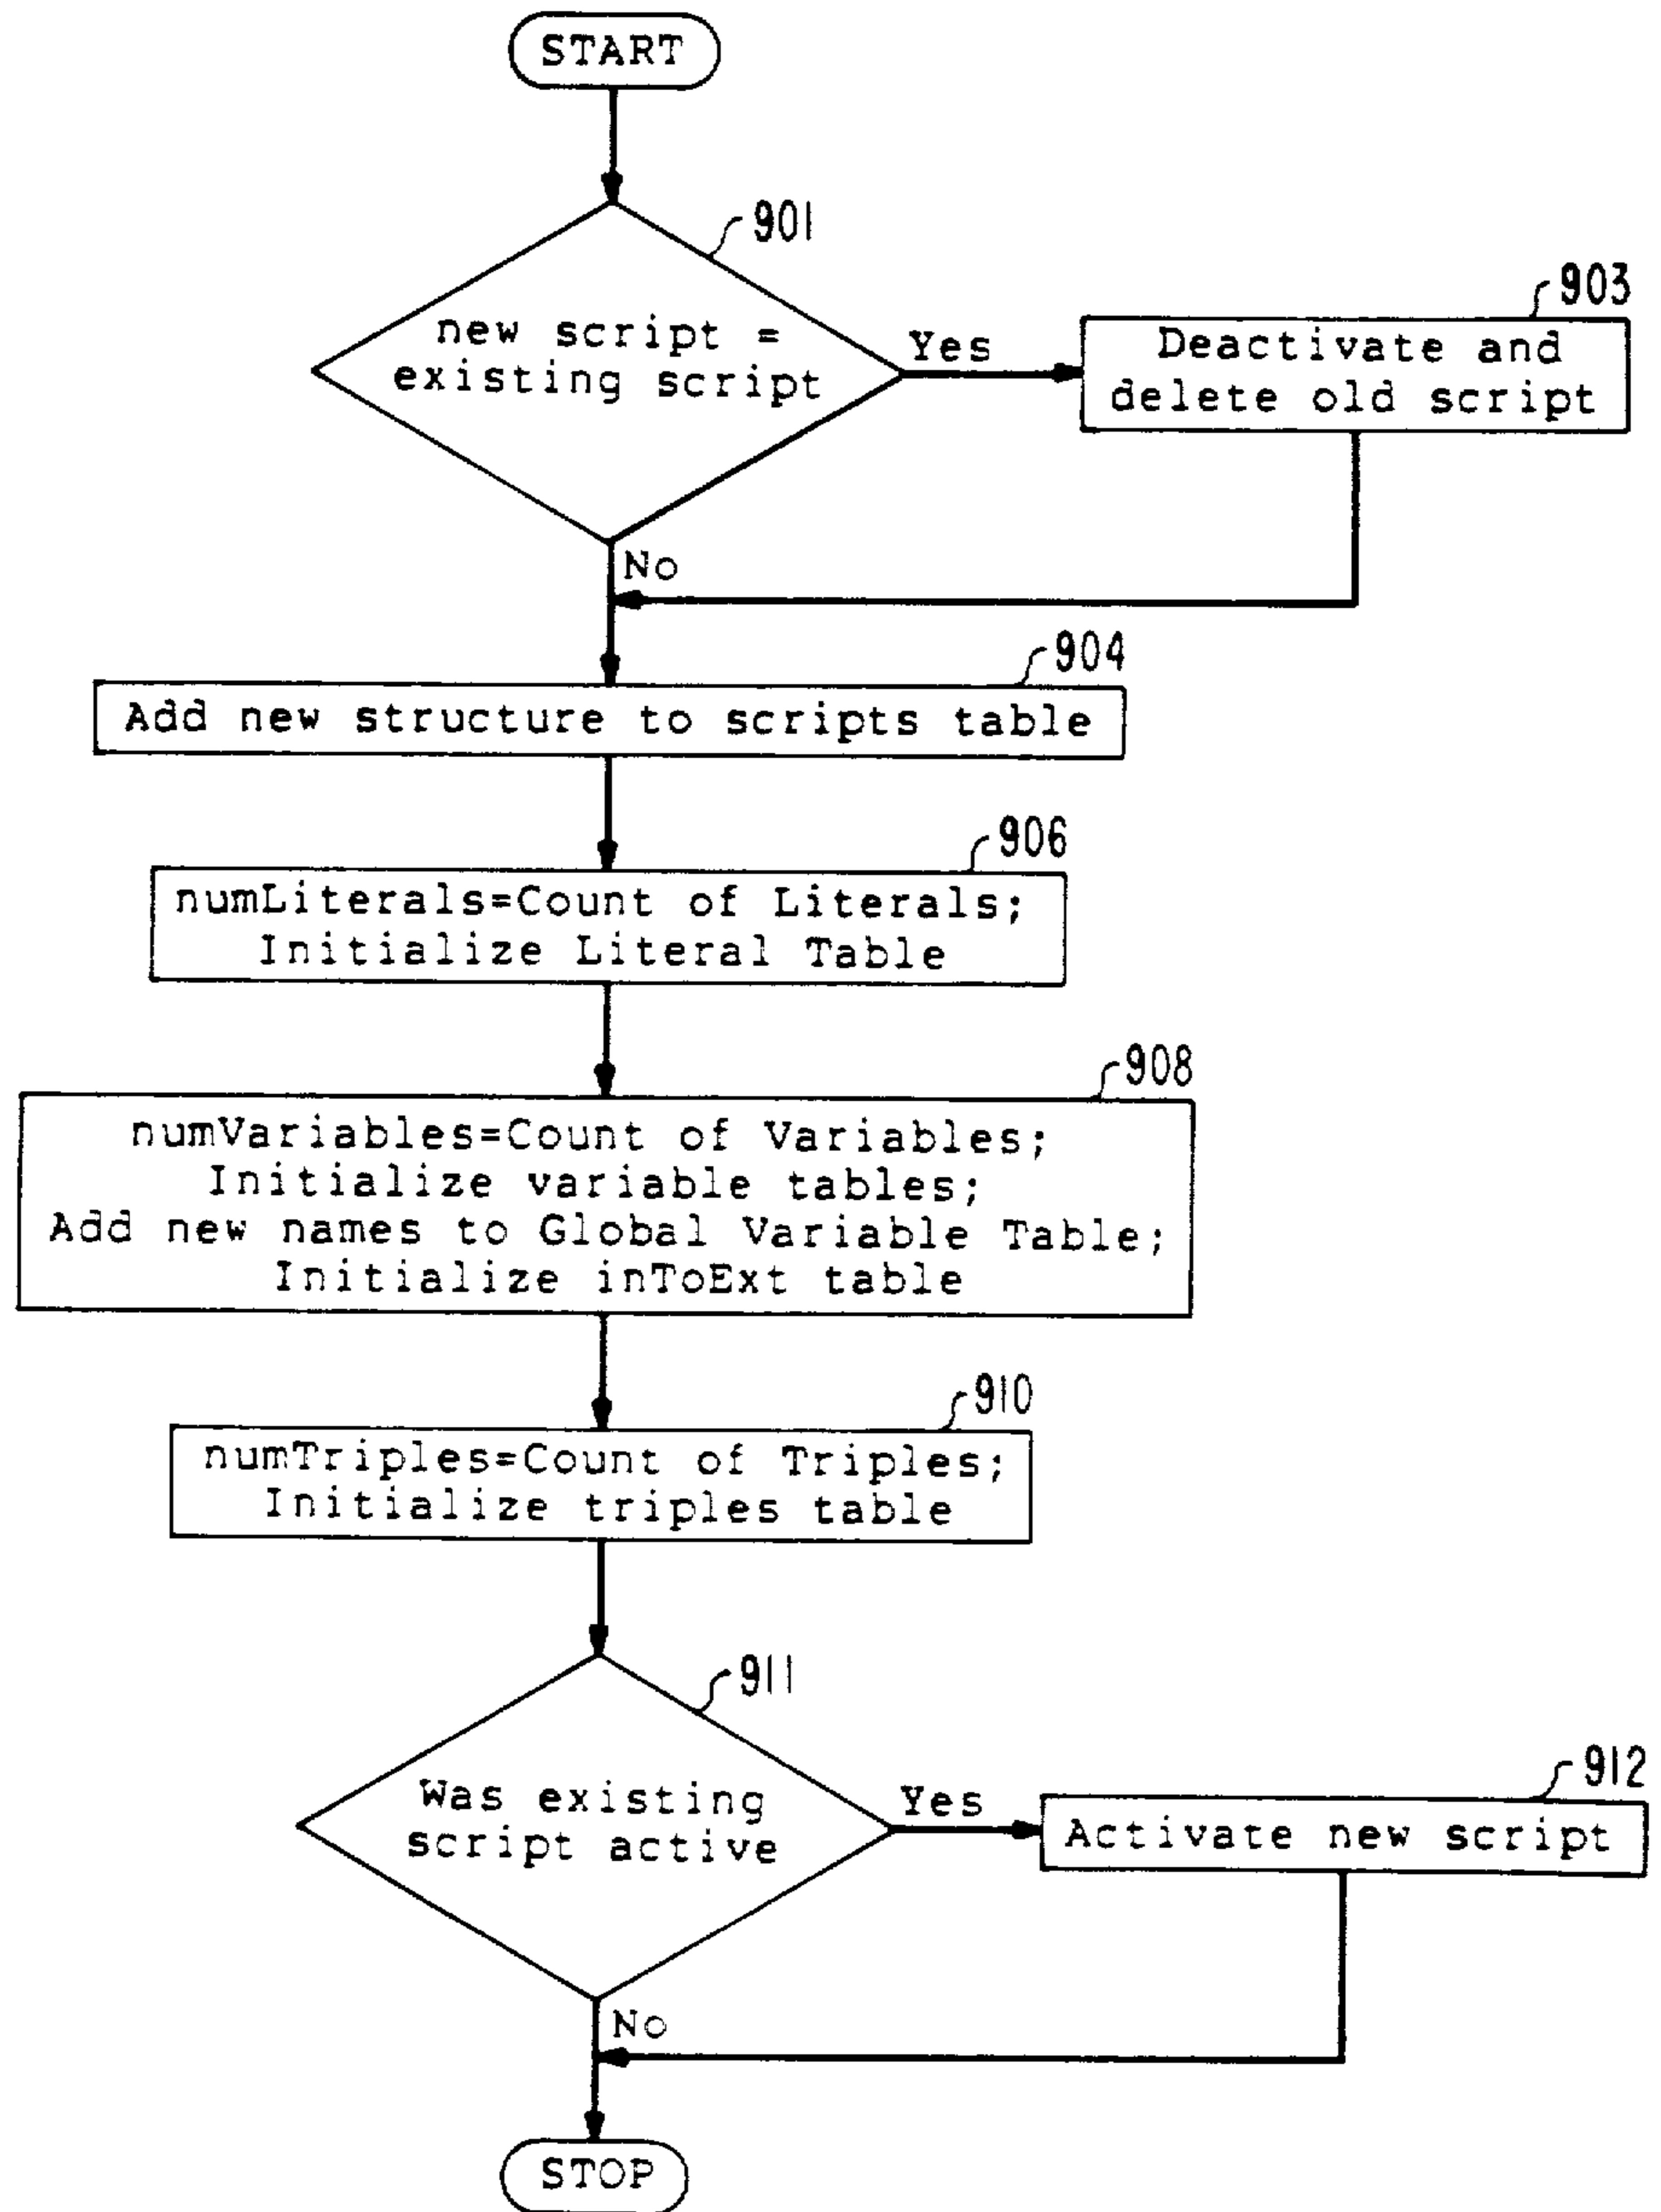 START
901
new script =
existing script
Yes
903
Deactivate and
delete old script
No
904
Add new structure to scripts table
906
numLiterals=Count of Literals;
Initialize Literal Table
908
numVariables=Count of Variables;
Initialize variable tables;
Add new names to Global Variable Table;
Initialize inToExt table
910
numTriples=Count of Triples;
Initialize triples table
911
Was existing
script active
Yes
912
Activate new script
No
STOP